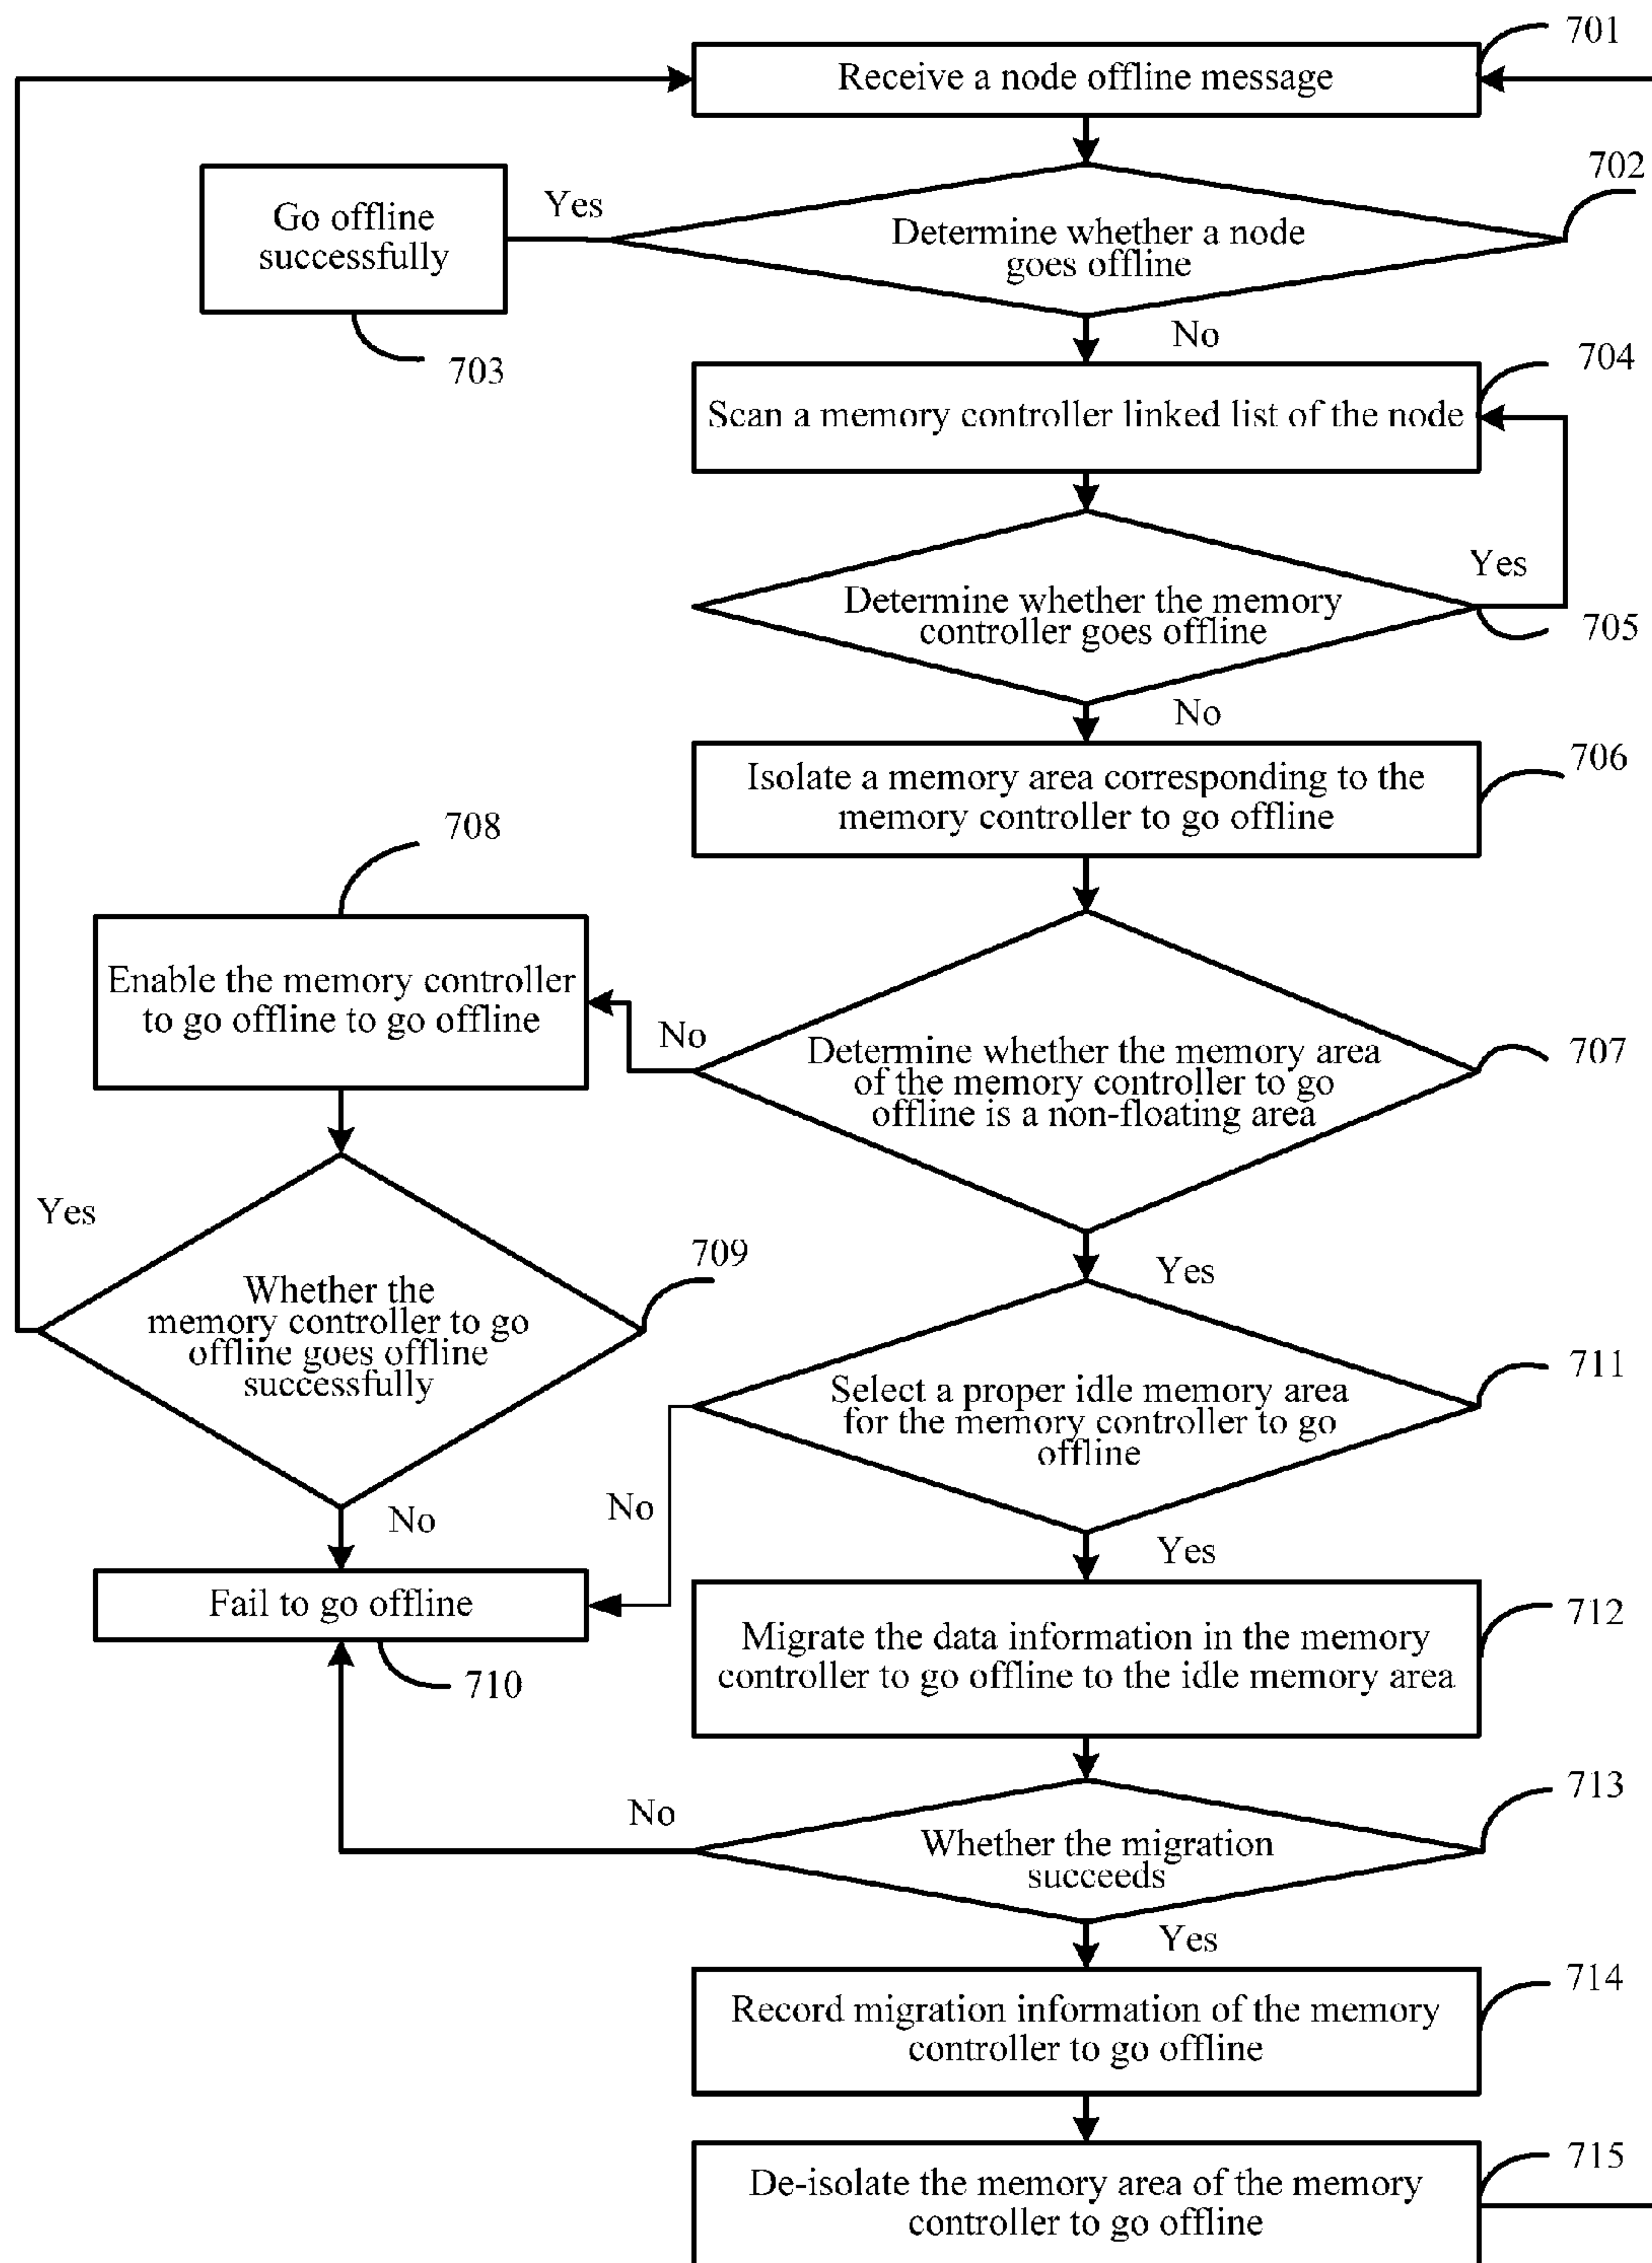 701
Receive a node offline message
702
Yes
Go offline
successfully
Determine whether a node
goes offline
703
No
704
Scan a memory controller linked list of the node
Yes
Determine whether the memory
controller goes offline
705
No
706
Isolate a memory area corresponding to the
memory controller to go offline
708
Enable the memory controller
to go offline to go offline
No
707
Determine whether the memory area
of the memory controller to go
offline is a non-floating area
Yes
709
Yes
Whether the
memory controller to go
offline goes offline
successfully
711
Select a proper idle memory area
for the memory controller to go
offline
No
No
Yes
Fail to go offline
710
712
Migrate the data information in the memory
controller to go offline to the idle memory area
713
No
Whether the migration
succeeds
Yes
714
Record migration information of the memory
controller to go offline
715
De-isolate the memory area of the memory
controller to go offline